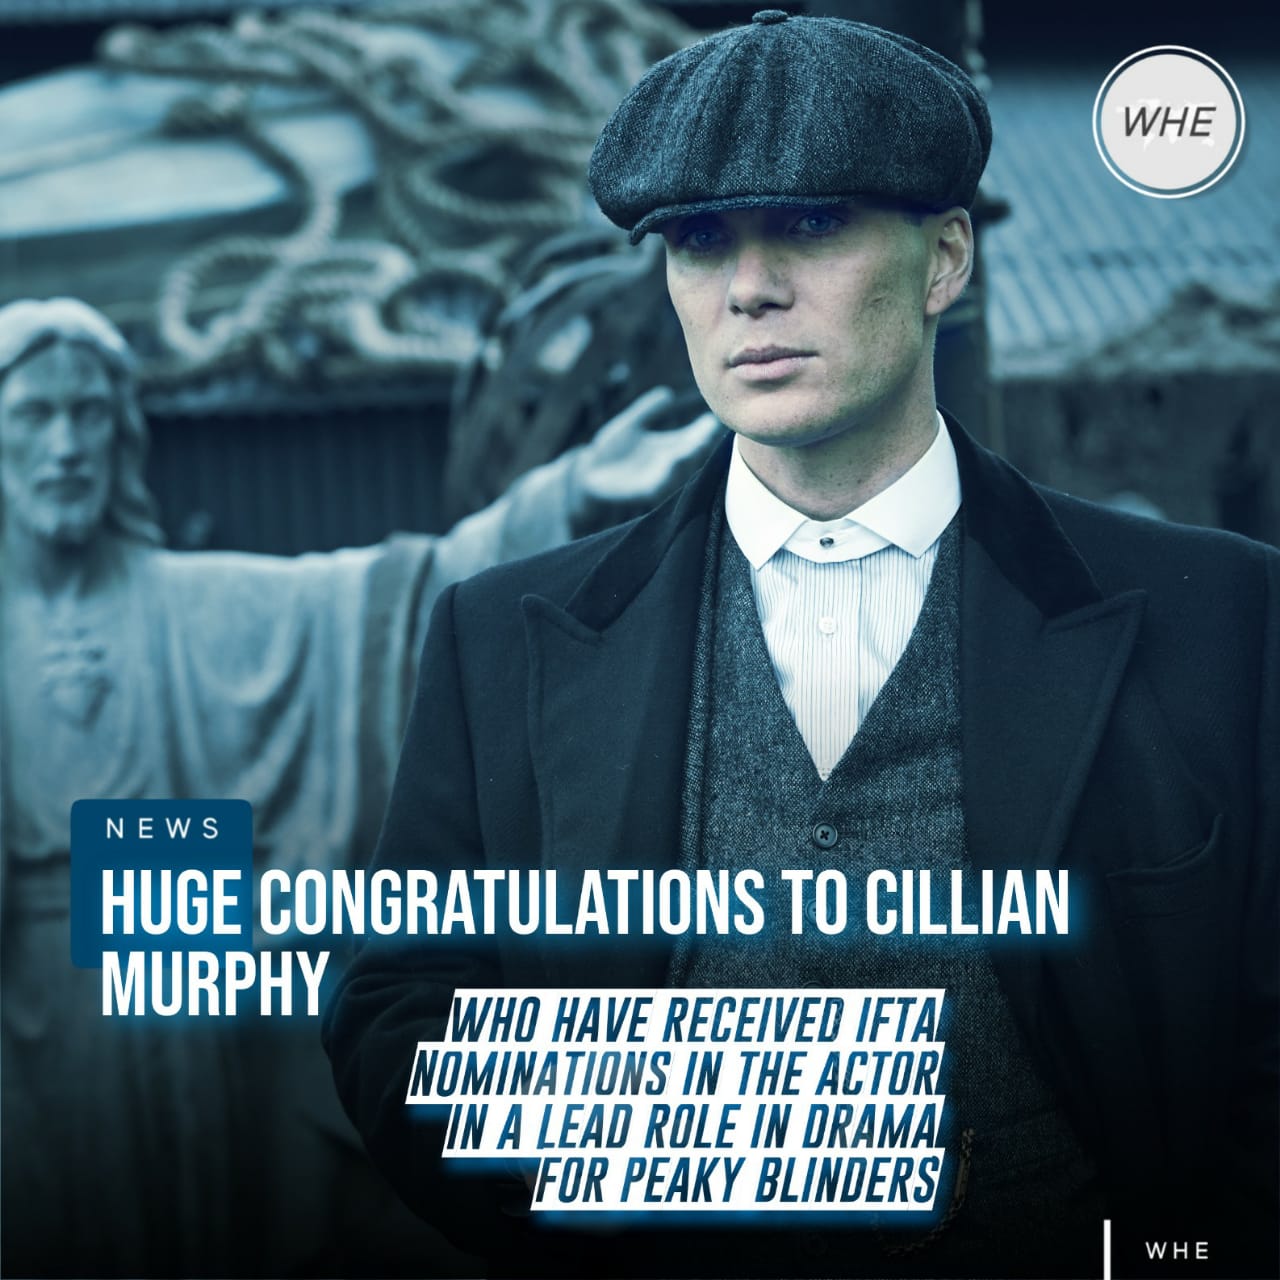 WHE
NEWS
HUGE CONGRATULATIONS TO CILLIAN
MURPHY
WHO HAVE RECEIVED IFTA
NOMINATIONS IN THE ACTOR
IN A LEAD ROLE IN DRAMA
FOR PEAKY BLINDERS
WHE